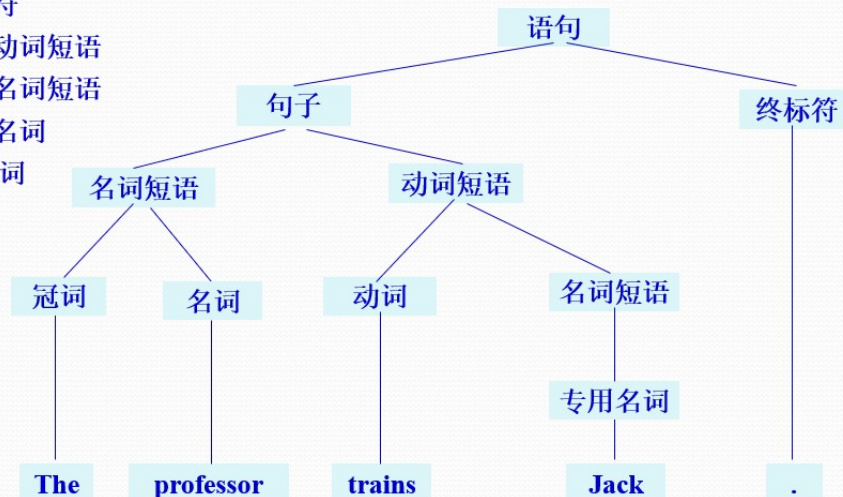 符
动词短语
名词短语
名词
词
语句
句子
终标符
名词短语
动词短语
冠词
名词
动词
名词短语
专用名词
The professor trains Jack .